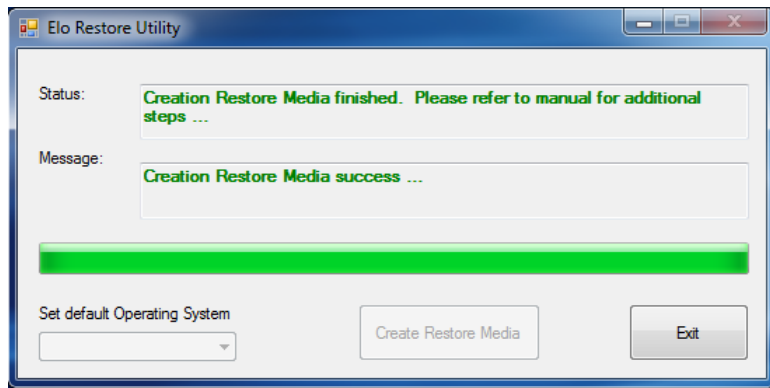 Elo Restore Utility
Status:
Creation Restore Media finished.  Please refer to manual for additional
steps ...
Message:
Creation Restore Media success ...
Set default Operating System
Create Restore Media
Exit